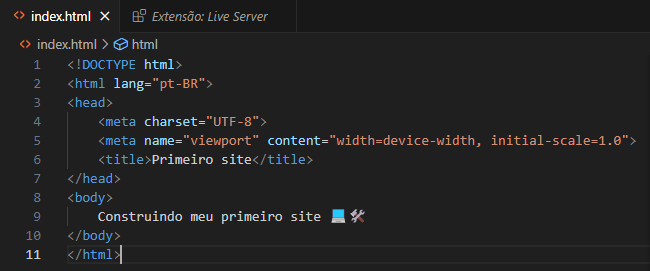 index.html Extensão: Live Server
index.html > html
1 <!DOCTYPE html>
2 <html lang="pt-BR">
3 <head>
4     <meta charset="UTF-8">
5     <meta name="viewport" content="width=device-width, initial-scale=1.0">
6     <title>Primeiro site</title>
7 </head>
8 <body>
9     Construindo meu primeiro site 💻🛠
10 </body>
11 </html>